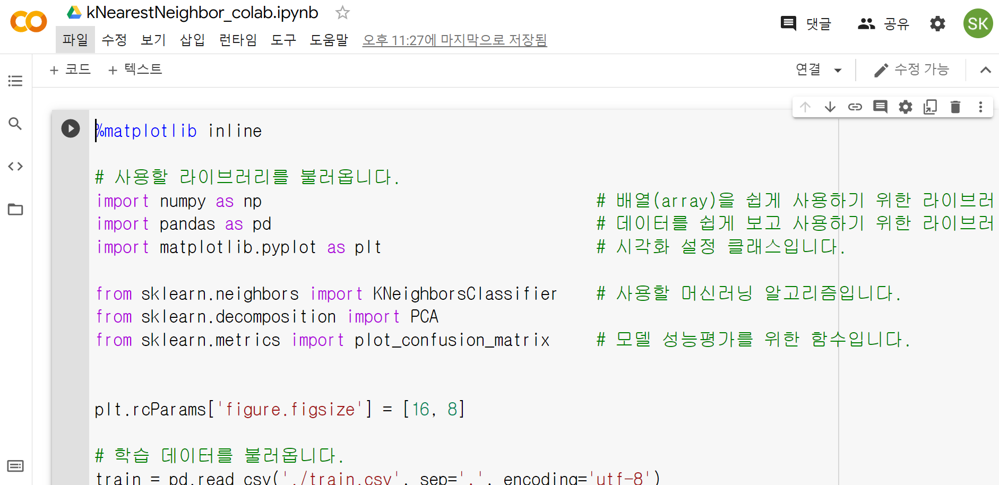 kNearestNeighbor_colab.ipynb
댓글 공유 SK
파일 수정 보기 삽입 런타임 도구 도움말 오후 11:27에 마지막으로 저장됨
+ 코드 + 텍스트 연결 수정 가능
%matplotlib inline
# 사용할 라이브러리를 불러옵니다.
import numpy as np # 배열(array)을 쉽게 사용하기 위한 라이브러
import pandas as pd # 데이터를 쉽게 보고 사용하기 위한 라이브러
import matplotlib.pyplot as plt # 시각화 설정 클래스입니다.
from sklearn.neighbors import KNeighborsClassifier # 사용할 머신러닝 알고리즘입니다.
from sklearn.decomposition import PCA
from sklearn.metrics import plot_confusion_matrix # 모델 성능평가를 위한 함수입니다.
plt.rcParams['figure.figsize'] = [16, 8]
# 학습 데이터를 불러옵니다.
train = pd.read_csv('./train.csv', sep=',', encoding='utf-8')